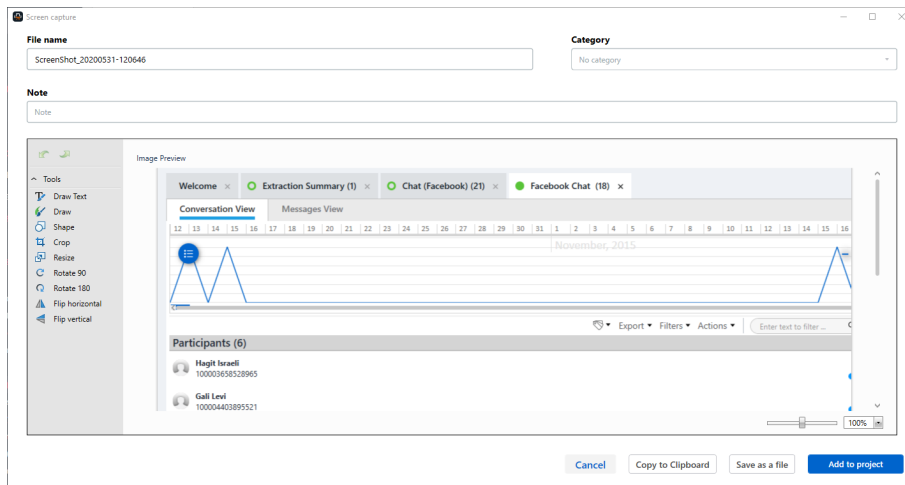 Screen capture
File name
Category
ScreenShot_20200531-120646
No category
Note
Note
Image Preview
Tools
Draw Text
Draw
Shape
Crop
Resize
Rotate 90
Rotate 180
Flip horizontal
Flip vertical
Welcome × Extraction Summary (1) × Chat (Facebook) (21) × Facebook Chat (18) ×
Conversation View Messages View
12 13 14 15 16 17 18 19 20 21 22 23 24 25 26 27 28 29 30 31 1 2 3 4 5 6 7 8 9 10 11 12 13 14 15 16
November, 2015
Export Filters Actions Enter text to filter ...
Participants (6)
Hagit Israeli
100003658528965
Gali Levi
100004403895521
100%
Cancel Copy to Clipboard Save as a file Add to project